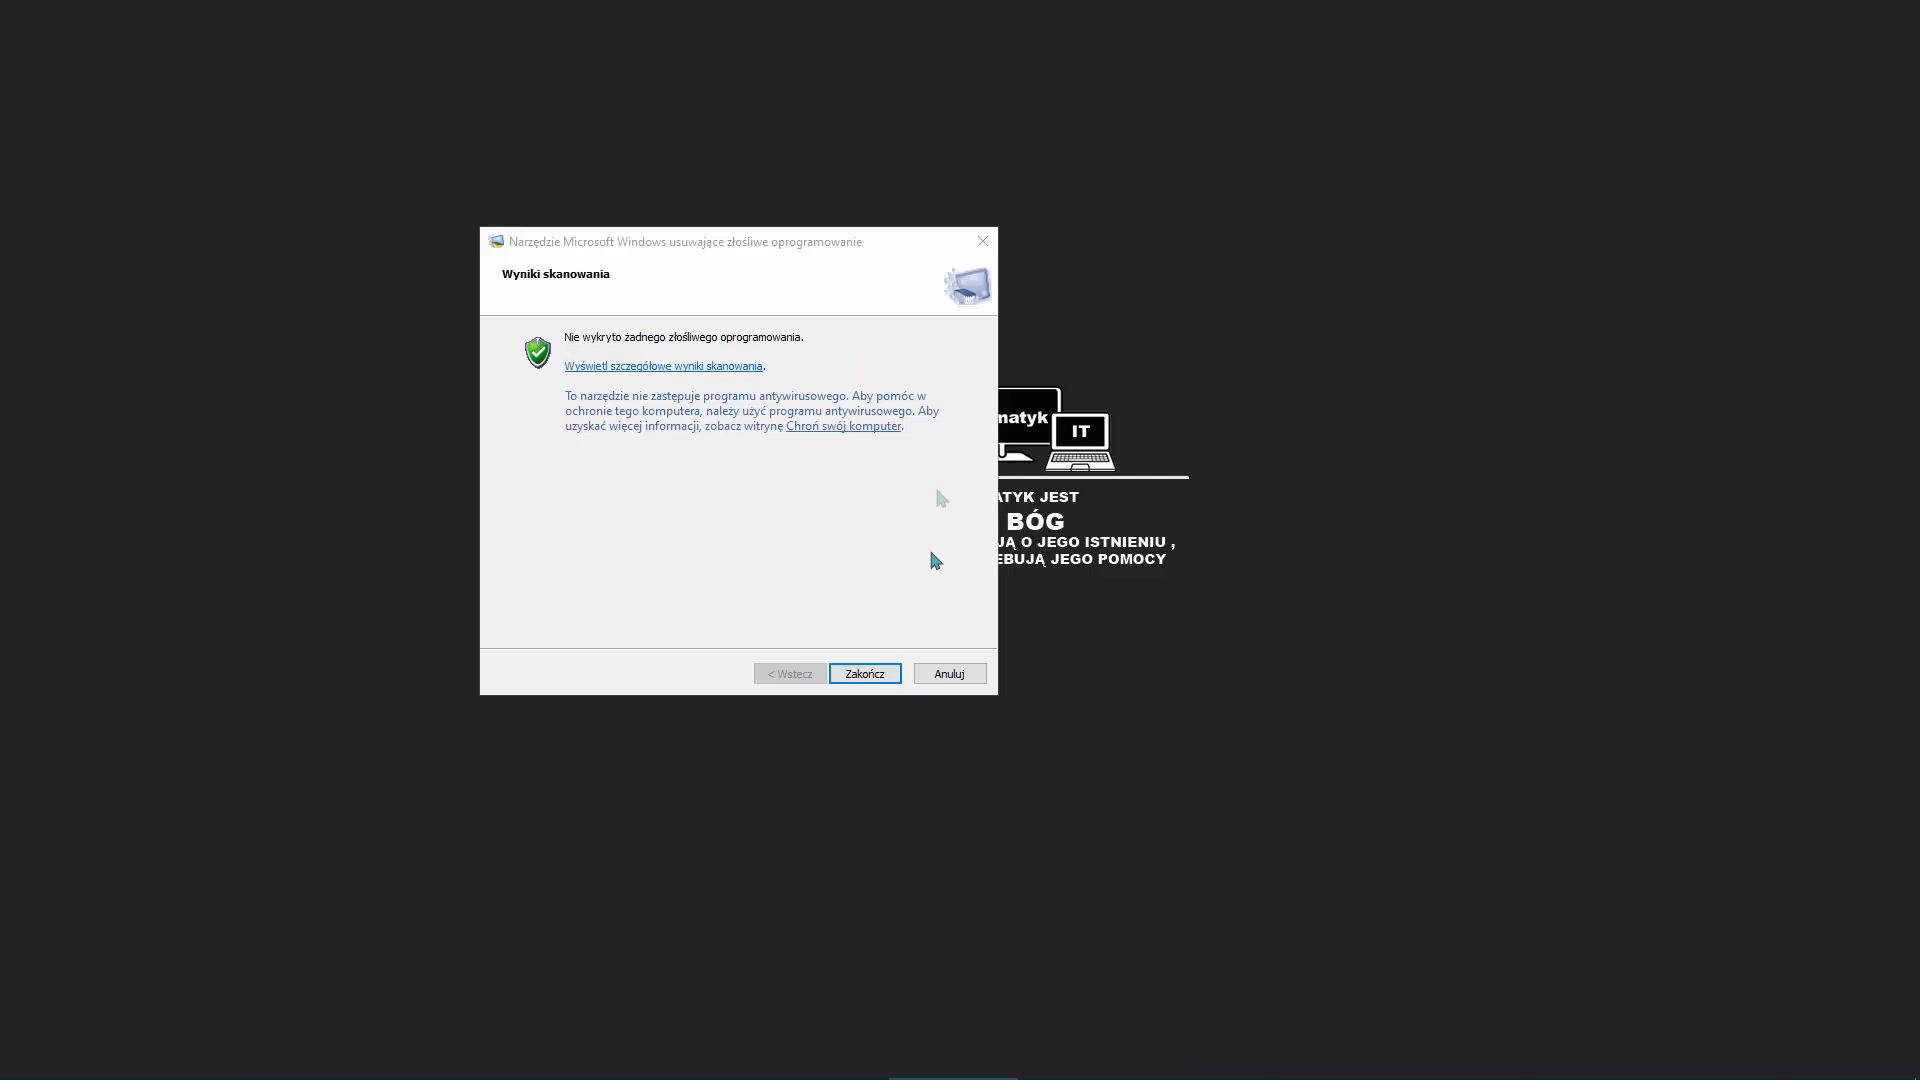 Narzędzie Microsoft Windows usuwające złośliwe oprogramowanie
Wyniki skanowania
Nie wykryto żadnego złośliwego oprogramowania.
Wyświetl szczegółowe wyniki skanowania.
To narzędzie nie zastępuje programu antywirusowego. Aby pomóc w
ochronie tego komputera, należy użyć programu antywirusowego. Aby
uzyskać więcej informacji, zobacz witrynę Chroń swój komputer.
matyk
IT
ATYK JEST
BÓG
JĄ O JEGO ISTNIENIU ,
EBUJĄ JEGO POMOCY
< Wstecz
Zakończ
Anuluj